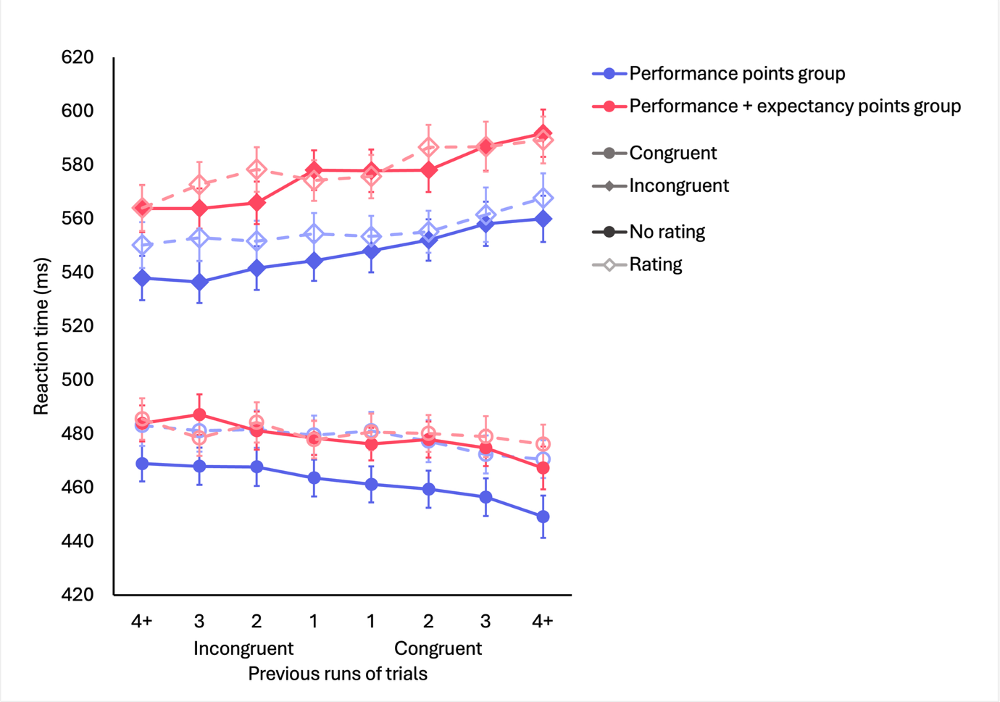 620
600
580
560
540
520
500
480
460
440
420
Reaction time (ms)
4+ 3 2 1 1 2 3 4+
Incongruent Congruent
Previous runs of trials
Performance points group
Performance + expectancy points group
Congruent
Incongruent
No rating
Rating